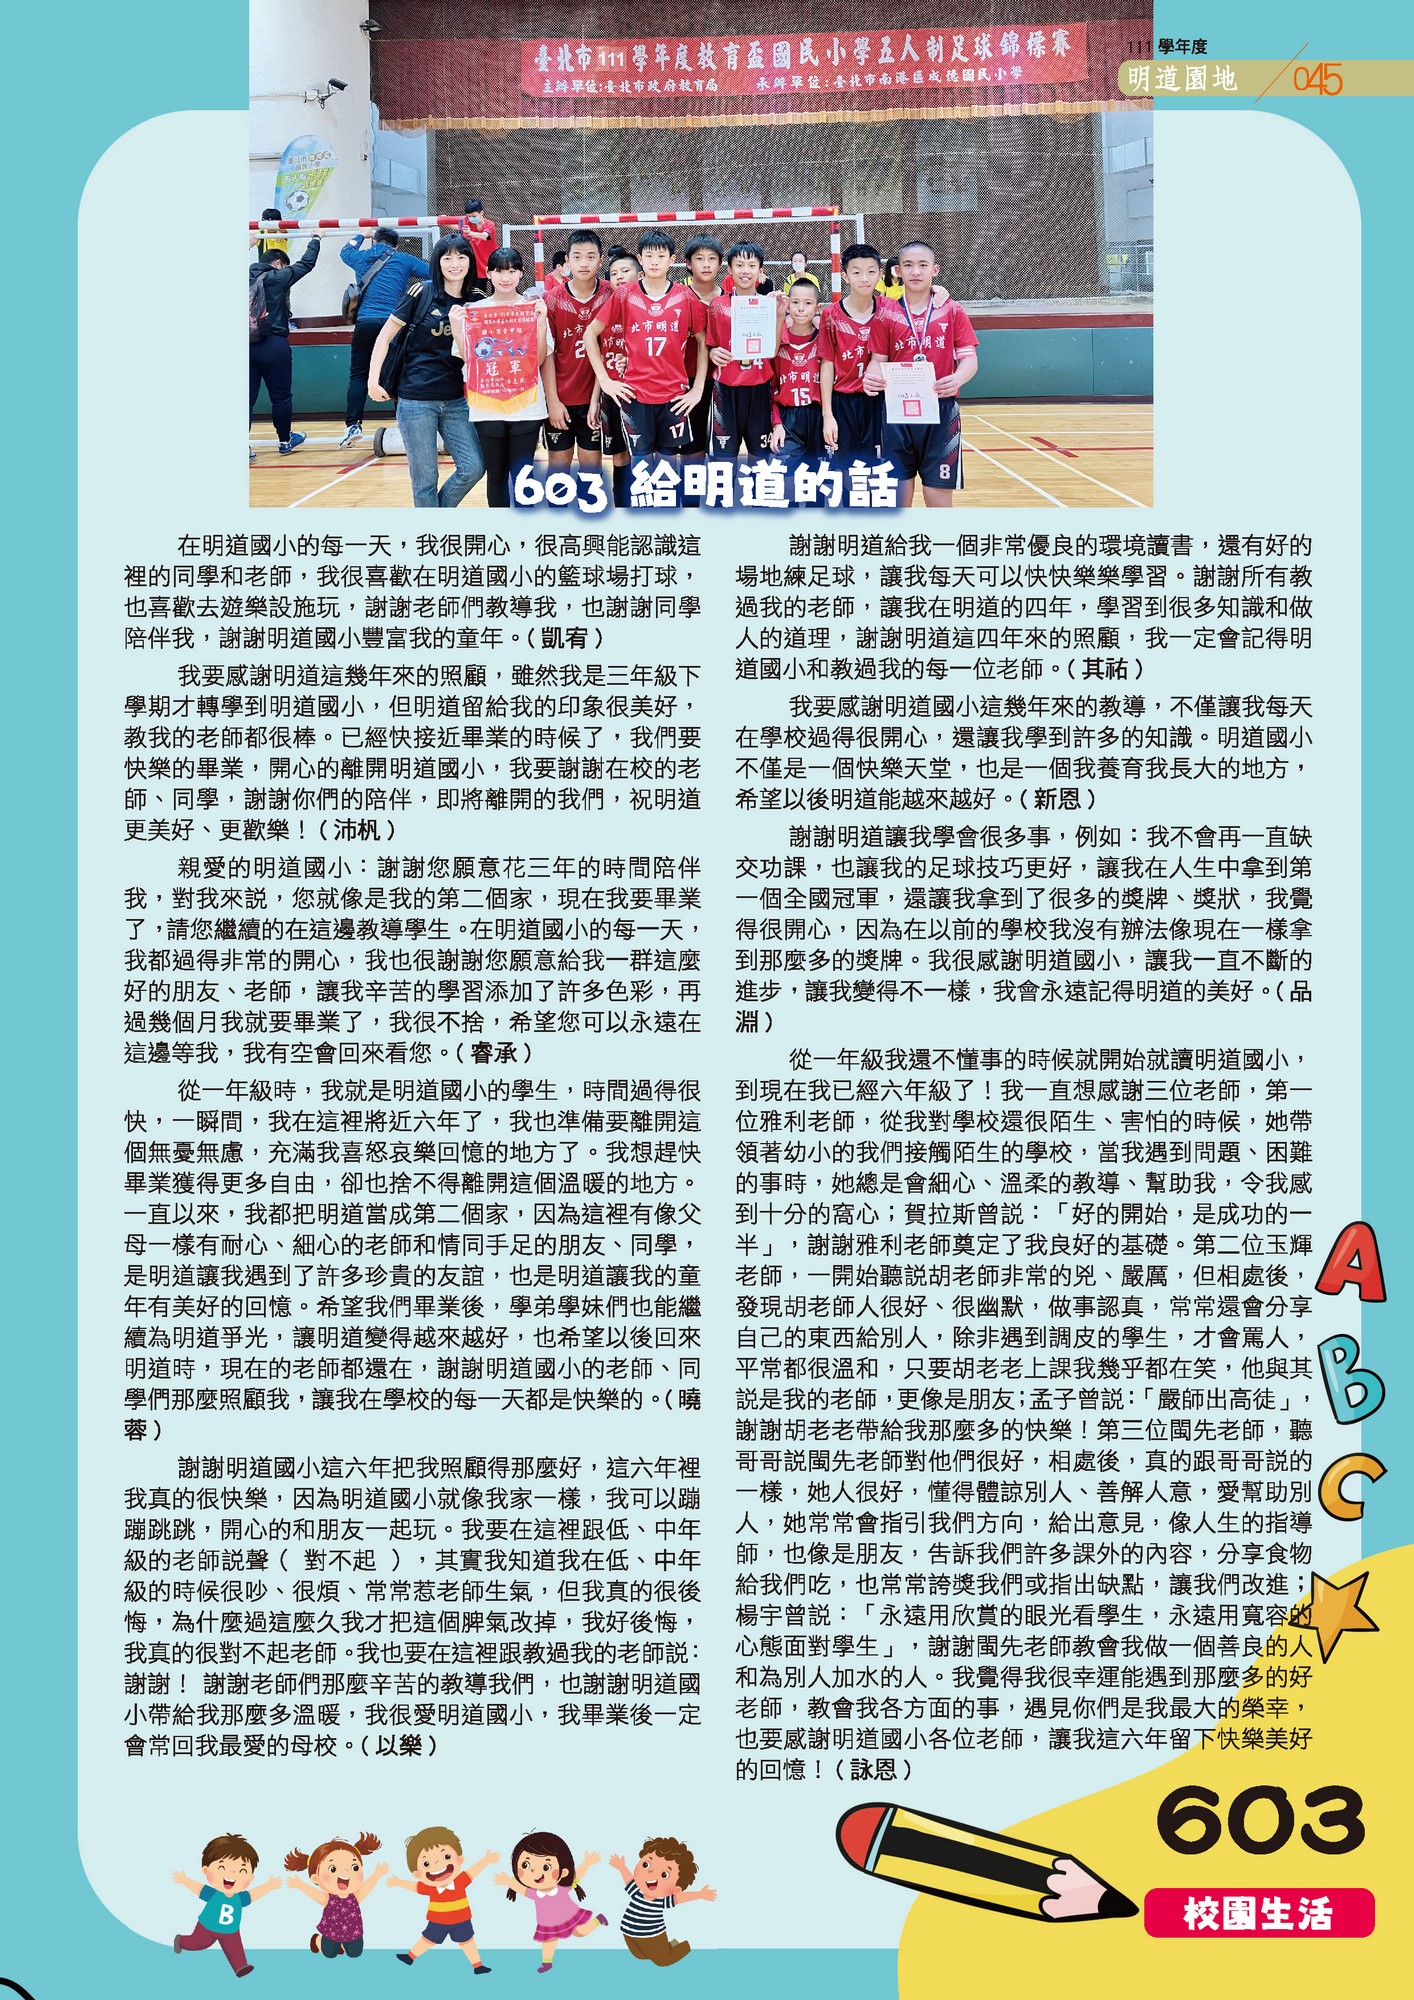 臺北市111學年度教育盃國民小學五人制足球錦標賽
主辦單位:臺北市政府教育局　承辦單位:臺北市南港區成德國民小學
111學年度
明道園地
045
冠軍
北市明道
17
17
北市明道
15
34
北市明道
8
603 給明道的話
在明道國小的每一天，我很開心，很高興能認識這
裡的同學和老師，我很喜歡在明道國小的籃球場打球，
也喜歡去遊樂設施玩，謝謝老師們教導我，也謝謝同學
陪伴我，謝謝明道國小豐富我的童年。(凱宥)
我要感謝明道這幾年來的照顧，雖然我是三年級下
學期才轉學到明道國小，但明道留給我的印象很美好，
教我的老師都很棒。已經快接近畢業的時候了，我們要
快樂的畢業，開心的離開明道國小，我要謝謝在校的老
師、同學，謝謝你們的陪伴，即將離開的我們，祝明道
更美好、更歡樂！(沛枫)
親愛的明道國小：謝謝您願意花三年的時間陪伴
我，對我來說，您就像是我的第二個家，現在我要畢業
了，請您繼續的在這邊教導學生。在明道國小的每一天，
我都過得非常的開心，我也很謝謝您願意給我一群這麼
好的朋友、老師，讓我辛苦的學習添加了許多色彩，再
過幾個月我就要畢業了，我很不捨，希望您可以永遠在
這邊等我，我有空會回來看您。(睿承)
從一年級時，我就是明道國小的學生，時間過得很
快，一瞬間，我在這裡將近六年了，我也準備要離開這
個無憂無慮，充滿我喜怒哀樂回憶的地方了。我想趕快
畢業獲得更多自由，卻也捨不得離開這個溫暖的地方。
一直以來，我都把明道當成第二個家，因為這裡有像父
母一樣有耐心、細心的老師和情同手足的朋友、同學，
是明道讓我遇到了許多珍貴的友誼，也是明道讓我的童
年有美好的回憶。希望我們畢業後，學弟學妹們也能繼
續為明道爭光，讓明道變得越來越好，也希望以後回來
明道時，現在的老師都還在，謝謝明道國小的老師、同
學們那麼照顧我，讓我在學校的每一天都是快樂的。(曉
蓉)
謝謝明道國小這六年把我照顧得那麼好，這六年裡
我真的很快樂，因為明道國小就像我家一樣，我可以蹦
蹦跳跳，開心的和朋友一起玩。我要在這裡跟低、中年
級的老師說聲（ 對不起 ），其實我知道我在低、中年
級的時候很吵、很煩、常常惹老師生氣，但我真的很後
悔，為什麼過這麼久我才把這個脾氣改掉，我好後悔，
我真的很對不起老師。我也要在這裡跟教過我的老師說：
謝謝！ 謝謝老師們那麼辛苦的教導我們，也謝謝明道國
小帶給我那麼多溫暖，我很愛明道國小，我畢業後一定
會常回我最愛的母校。(以樂)
謝謝明道給我一個非常優良的環境讀書，還有好的
場地練足球，讓我每天可以快快樂樂學習。謝謝所有教
過我的老師，讓我在明道的四年，學習到很多知識和做
人的道理，謝謝明道這四年來的照顧，我一定會記得明
道國小和教過我的每一位老師。(其祐)
我要感謝明道國小這幾年來的教導，不僅讓我每天
在學校過得很開心，還讓我學到許多的知識。明道國小
不僅是一個快樂天堂，也是一個我養育我長大的地方，
希望以後明道能越來越好。(新恩)
謝謝明道讓我學會很多事，例如：我不會再一直缺
交功課，也讓我的足球技巧更好，讓我在人生中拿到第
一個全國冠軍，還讓我拿到了很多的獎牌、獎狀，我覺
得很開心，因為在以前的學校我沒有辦法像現在一樣拿
到那麼多的獎牌。我很感謝明道國小，讓我一直不斷的
進步，讓我變得不一樣，我會永遠記得明道的美好。(品
淵)
從一年級我還不懂事的時候就開始就讀明道國小，
到現在我已經六年級了！我一直想感謝三位老師，第一
位雅利老師，從我對學校還很陌生、害怕的時候，她帶
領著幼小的我們接觸陌生的學校，當我遇到問題、困難
的事時，她總是會細心、溫柔的教導、幫助我，令我感
到十分的窩心；賀拉斯曾說：「好的開始，是成功的一
半」，謝謝雅利老師奠定了我良好的基礎。第二位玉輝
老師，一開始聽說胡老師非常的兇、嚴厲，但相處後，
發現胡老師人很好、很幽默，做事認真，常常還會分享
自己的東西給別人，除非遇到調皮的學生，才會罵人，
平常都很溫和，只要胡老老上課我幾乎都在笑，他與其
說是我的老師，更像是朋友；孟子曾說：「嚴師出高徒」，
謝謝胡老老帶給我那麼多的快樂！第三位閩先老師，聽
哥哥說閩先老師對他們很好，相處後，真的跟哥哥說的
一樣，她人很好，懂得體諒別人、善解人意，愛幫助別
人，她常常會指引我們方向，給出意見，像人生的指導
師，也像是朋友，告訴我們許多課外的內容，分享食物
給我們吃，也常常誇獎我們或指出缺點，讓我們改進；
楊宇曾說：「永遠用欣賞的眼光看學生，永遠用寬容的
心態面對學生」，謝謝閩先老師教會我做一個善良的人
和為別人加水的人。我覺得我很幸運能遇到那麼多的好
老師，教會我各方面的事，遇見你們是我最大的榮幸，
也要感謝明道國小各位老師，讓我這六年留下快樂美好
的回憶！(詠恩)
A
B
C
B
603
校園生活